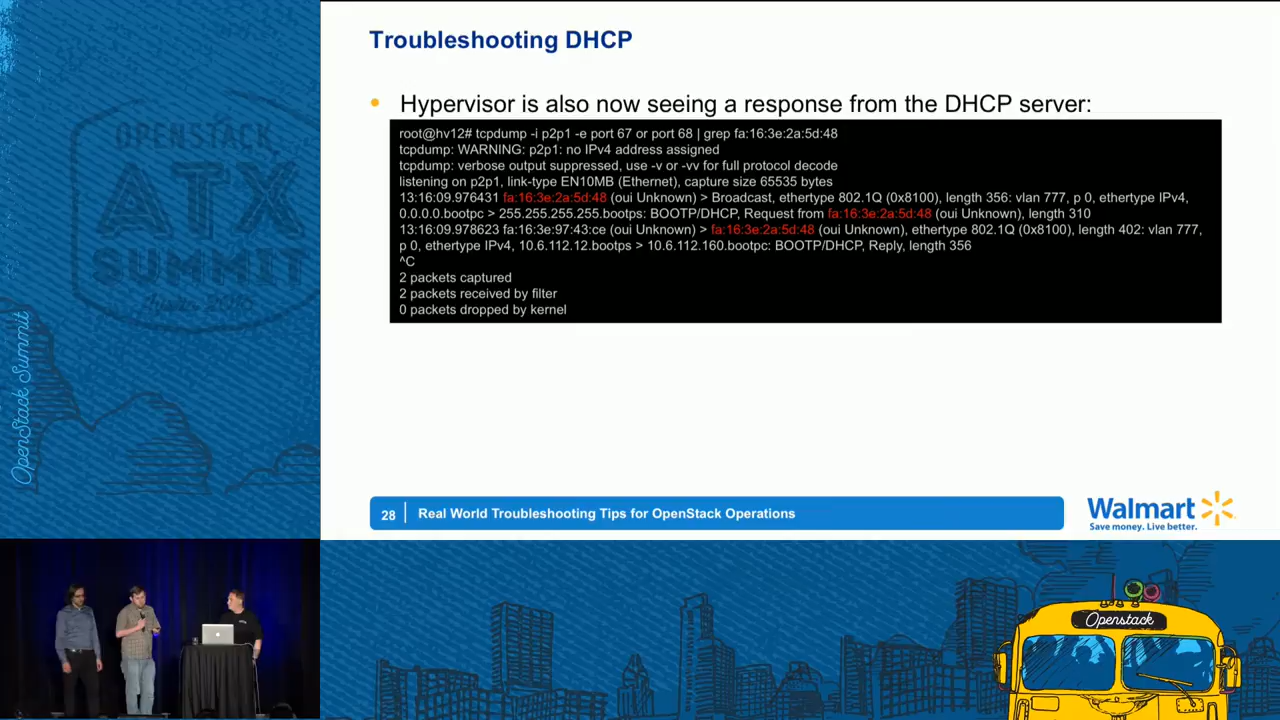 Troubleshooting DHCP
• Hypervisor is also now seeing a response from the DHCP server:
root@hv12# tcpdump -i p2p1 -e port 67 or port 68 | grep fa:16:3e:2a:5d:48
tcpdump: WARNING: p2p1: no IPv4 address assigned
tcpdump: verbose output suppressed, use -v or -vv for full protocol decode
listening on p2p1, link-type EN10MB (Ethernet), capture size 65535 bytes
13:16:09.976431 fa:16:3e:2a:5d:48 (oui Unknown) > Broadcast, ethertype 802.1Q (0x8100), length 356: vlan 777, p 0, ethertype IPv4,
0.0.0.0.bootpc > 255.255.255.255.bootps: BOOTP/DHCP, Request from fa:16:3e:2a:5d:48 (oui Unknown), length 310
13:16:09.978623 fa:16:3e:97:43:ce (oui Unknown) > fa:16:3e:2a:5d:48 (oui Unknown), ethertype 802.1Q (0x8100), length 402: vlan 777,
p 0, ethertype IPv4, 10.6.112.12.bootps > 10.6.112.160.bootpc: BOOTP/DHCP, Reply, length 356
^C
2 packets captured
2 packets received by filter
0 packets dropped by kernel
28 Real World Troubleshooting Tips for OpenStack Operations
Walmart
Save money. Live better.
OPENSTACK
ATX
SUMMIT
OpenStack Summit
Openstack